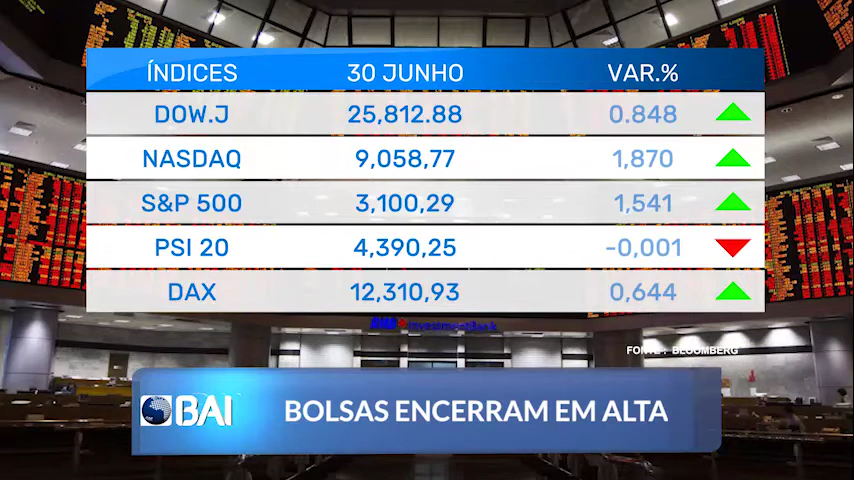 ÍNDICES 30 JUNHO VAR.%
DOW.J 25,812.88 0.848
NASDAQ 9,058,77 1,870
S&P 500 3,100,29 1,541
PSI 20 4,390,25 -0,001
DAX 12,310,93 0,644
InvestmentBank
FONTE : BLOOMBERG
BAI BOLSAS ENCERRAM EM ALTA